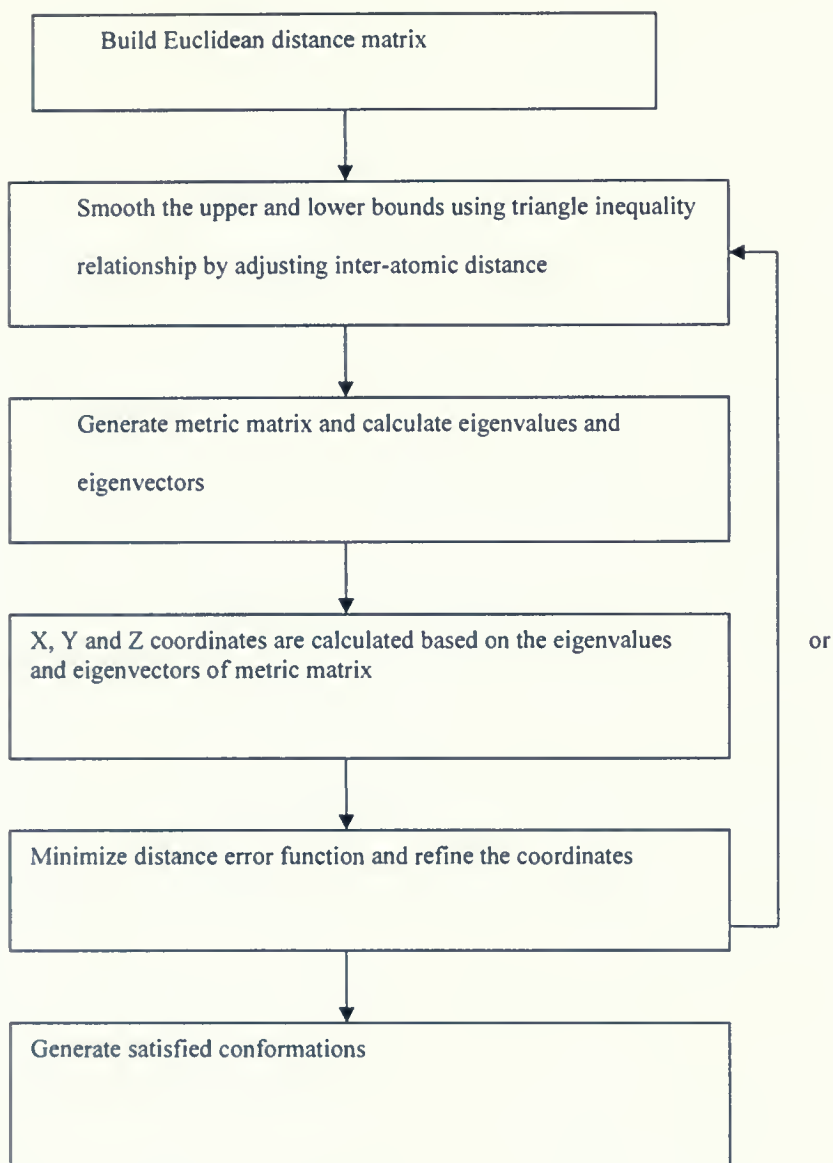 Build Euclidean distance matrix
Smooth the upper and lower bounds using triangle inequality
relationship by adjusting inter-atomic distance
Generate metric matrix and calculate eigenvalues and
eigenvectors
X, Y and Z coordinates are calculated based on the eigenvalues
and eigenvectors of metric matrix
or
Minimize distance error function and refine the coordinates
Generate satisfied conformations